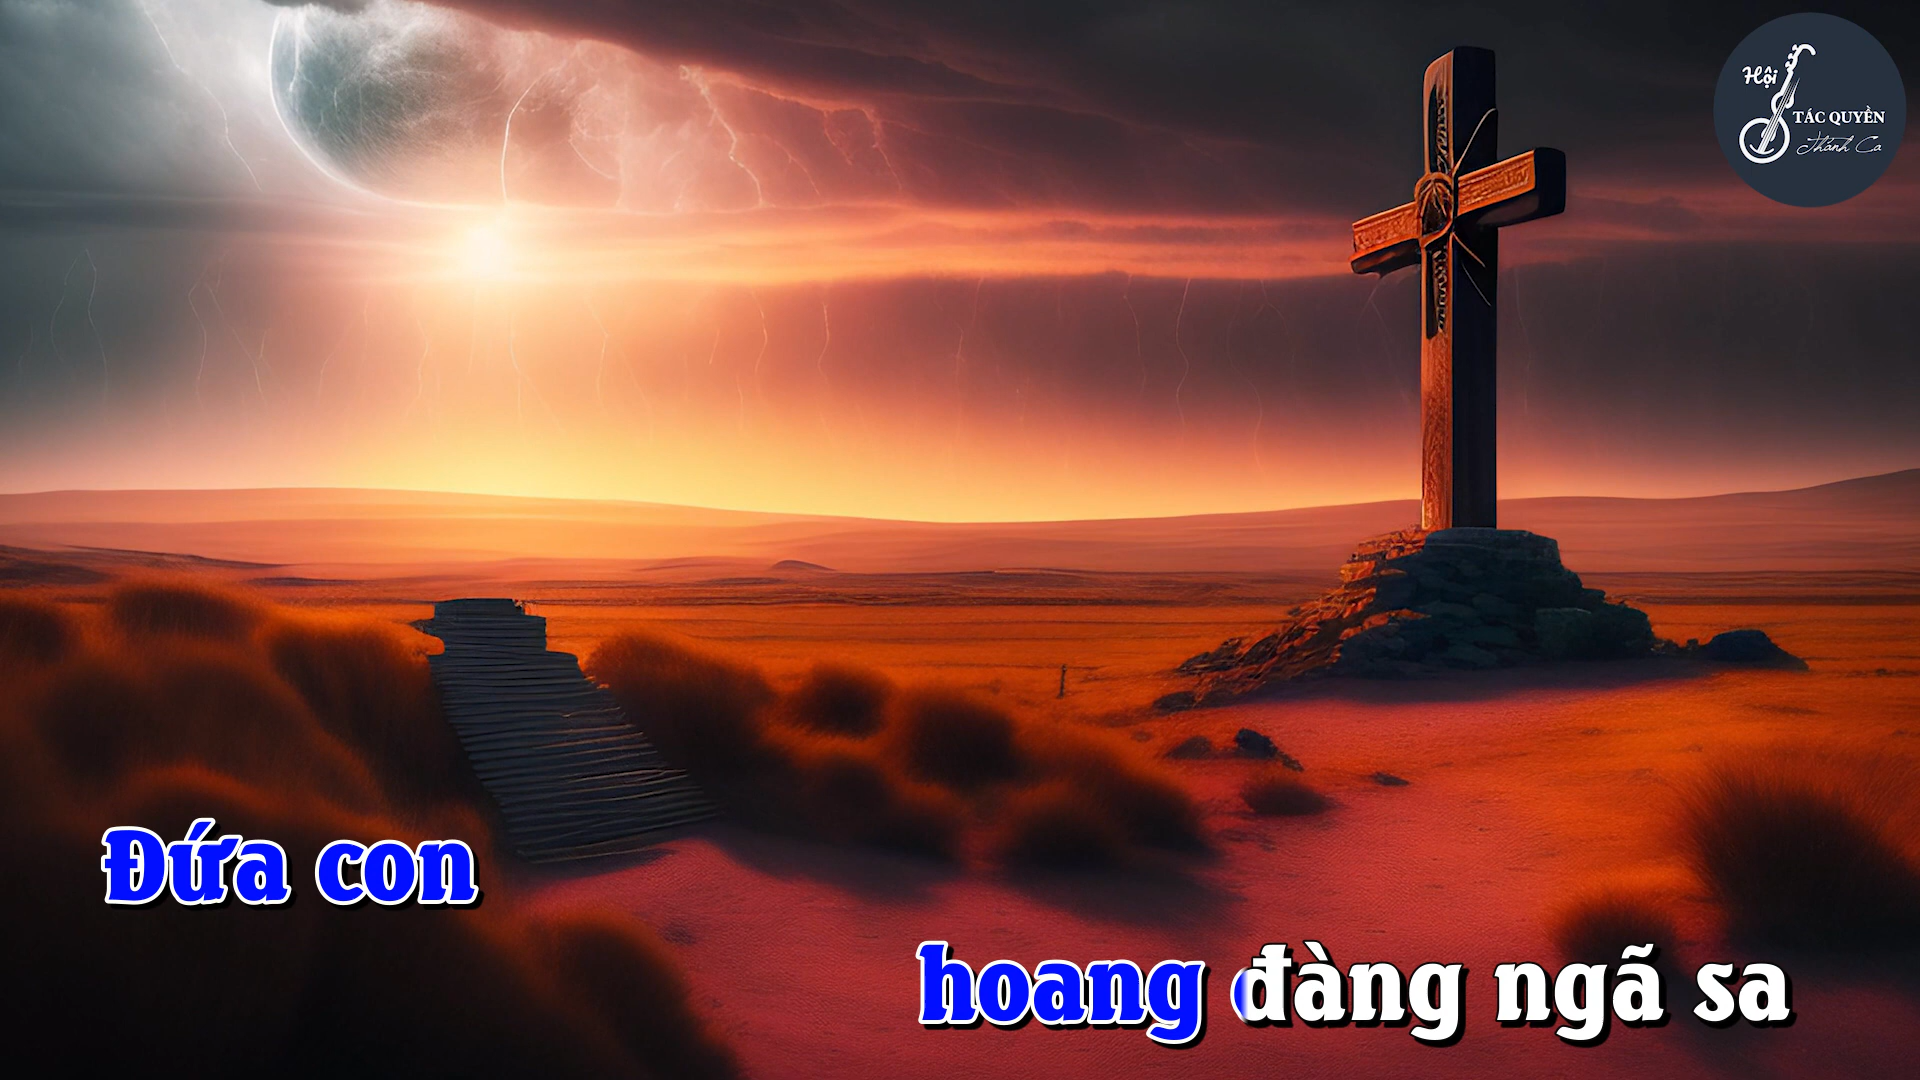 Hội
TÁC QUYỀN
Thánh Ca
Đứa con
hoang đàng ngã sa